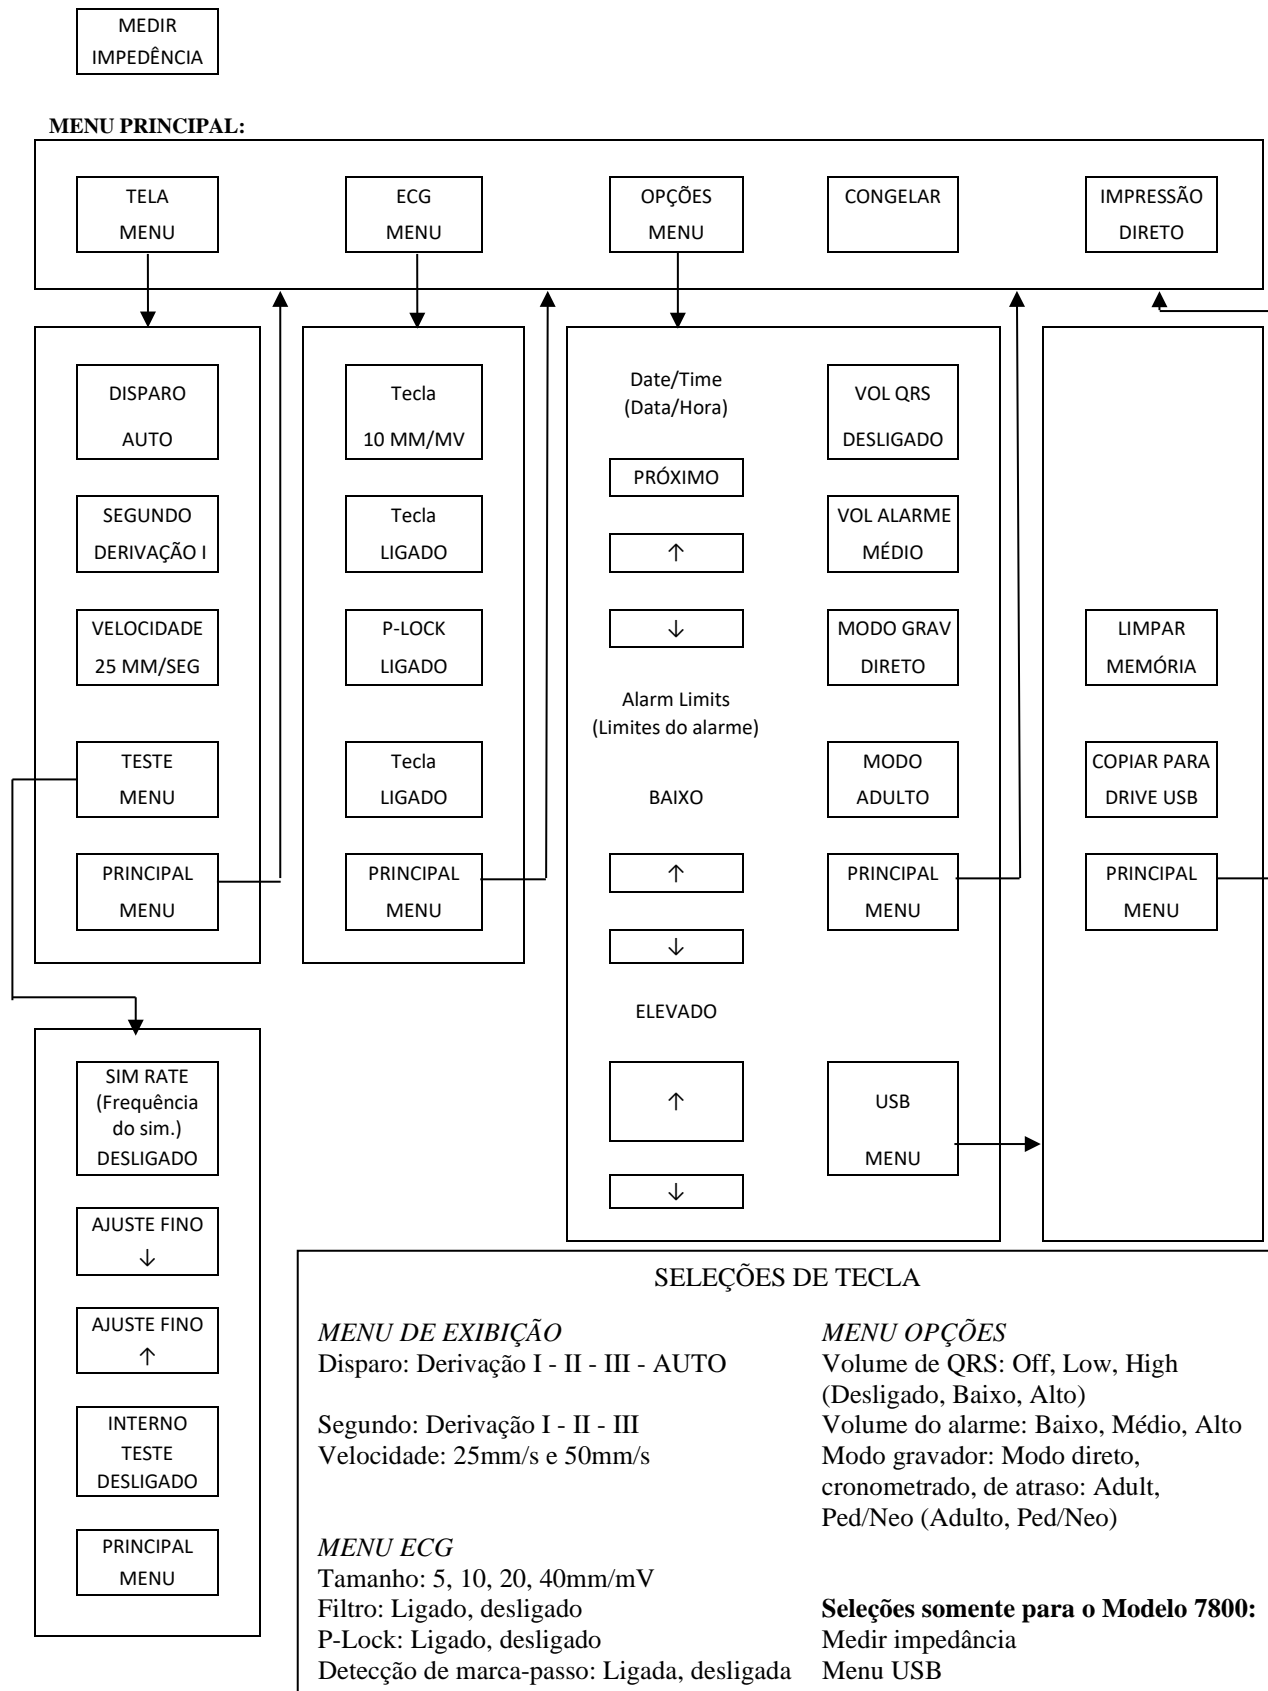 MEDIR
IMPEDÊNCIA
MENU PRINCIPAL:
TELA
MENU
ECG
MENU
OPÇÕES
MENU
CONGELAR
IMPRESSÃO
DIRETO
DISPARO
AUTO
SEGUNDO
DERIVAÇÃO I
VELOCIDADE
25 MM/SEG
TESTE
MENU
PRINCIPAL
MENU
Tecla
10 MM/MV
Tecla
LIGADO
P-LOCK
LIGADO
Tecla
LIGADO
PRINCIPAL
MENU
Date/Time
(Data/Hora)
PRÓXIMO
↑
↓
Alarm Limits
(Limites do alarme)
BAIXO
↑
↓
ELEVADO
↑
↓
VOL QRS
DESLIGADO
VOL ALARME
MÉDIO
MODO GRAV
DIRETO
MODO
ADULTO
PRINCIPAL
MENU
USB
MENU
LIMPAR
MEMÓRIA
COPIAR PARA
DRIVE USB
PRINCIPAL
MENU
SIM RATE
(Frequência
do sim.)
DESLIGADO
AJUSTE FINO
↓
AJUSTE FINO
↑
INTERNO
TESTE
DESLIGADO
PRINCIPAL
MENU
SELEÇÕES DE TECLA
MENU DE EXIBIÇÃO
Disparo: Derivação I - II - III - AUTO
Segundo: Derivação I - II - III
Velocidade: 25mm/s e 50mm/s
MENU ECG
Tamanho: 5, 10, 20, 40mm/mV
Filtro: Ligado, desligado
P-Lock: Ligado, desligado
Detecção de marca-passo: Ligada, desligada
MENU OPÇÕES
Volume de QRS: Off, Low, High
(Desligado, Baixo, Alto)
Volume do alarme: Baixo, Médio, Alto
Modo gravador: Modo direto,
cronometrado, de atraso: Adult,
Ped/Neo (Adulto, Ped/Neo)
Seleções somente para o Modelo 7800:
Medir impedância
Menu USB